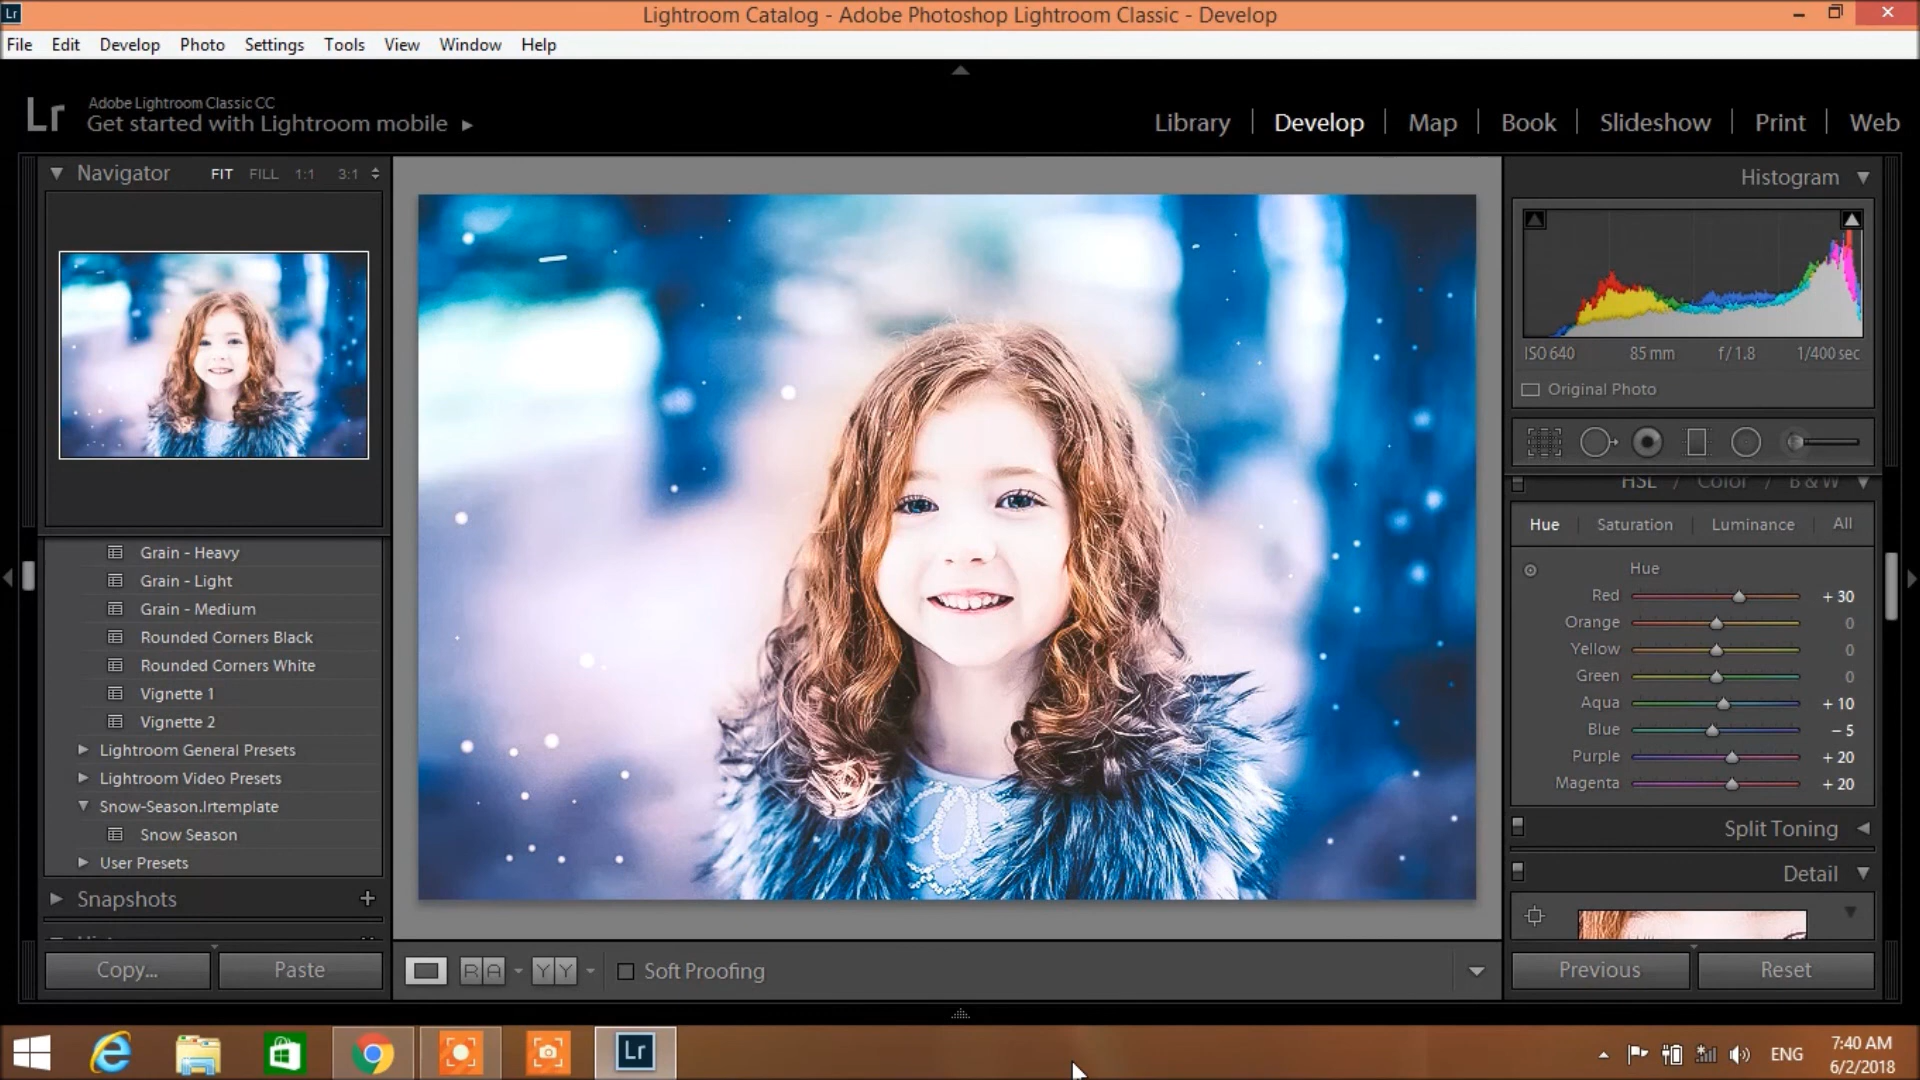 Lr
Lightroom Catalog - Adobe Photoshop Lightroom Classic - Develop
File Edit Develop Photo Settings Tools View Window Help
Lr
Adobe Lightroom Classic CC
Get started with Lightroom mobile
Library Develop Map Book Slideshow Print Web
Navigator FIT FILL 1:1 3:1
Grain - Heavy
Grain - Light
Grain - Medium
Rounded Corners Black
Rounded Corners White
Vignette 1
Vignette 2
Lightroom General Presets
Lightroom Video Presets
Snow-Season.lrtemplate
Snow Season
User Presets
Snapshots +
Copy... Paste
RA YY Soft Proofing
Histogram
ISO 640 85 mm f/ 1.8 1/400 sec
Original Photo
HSL / Color / B & W
Hue Saturation Luminance All
Hue
Red + 30
Orange 0
Yellow 0
Green 0
Aqua + 10
Blue - 5
Purple + 20
Magenta + 20
Split Toning
Detail
Previous Reset
Lr
ENG
7:40 AM
6/2/2018